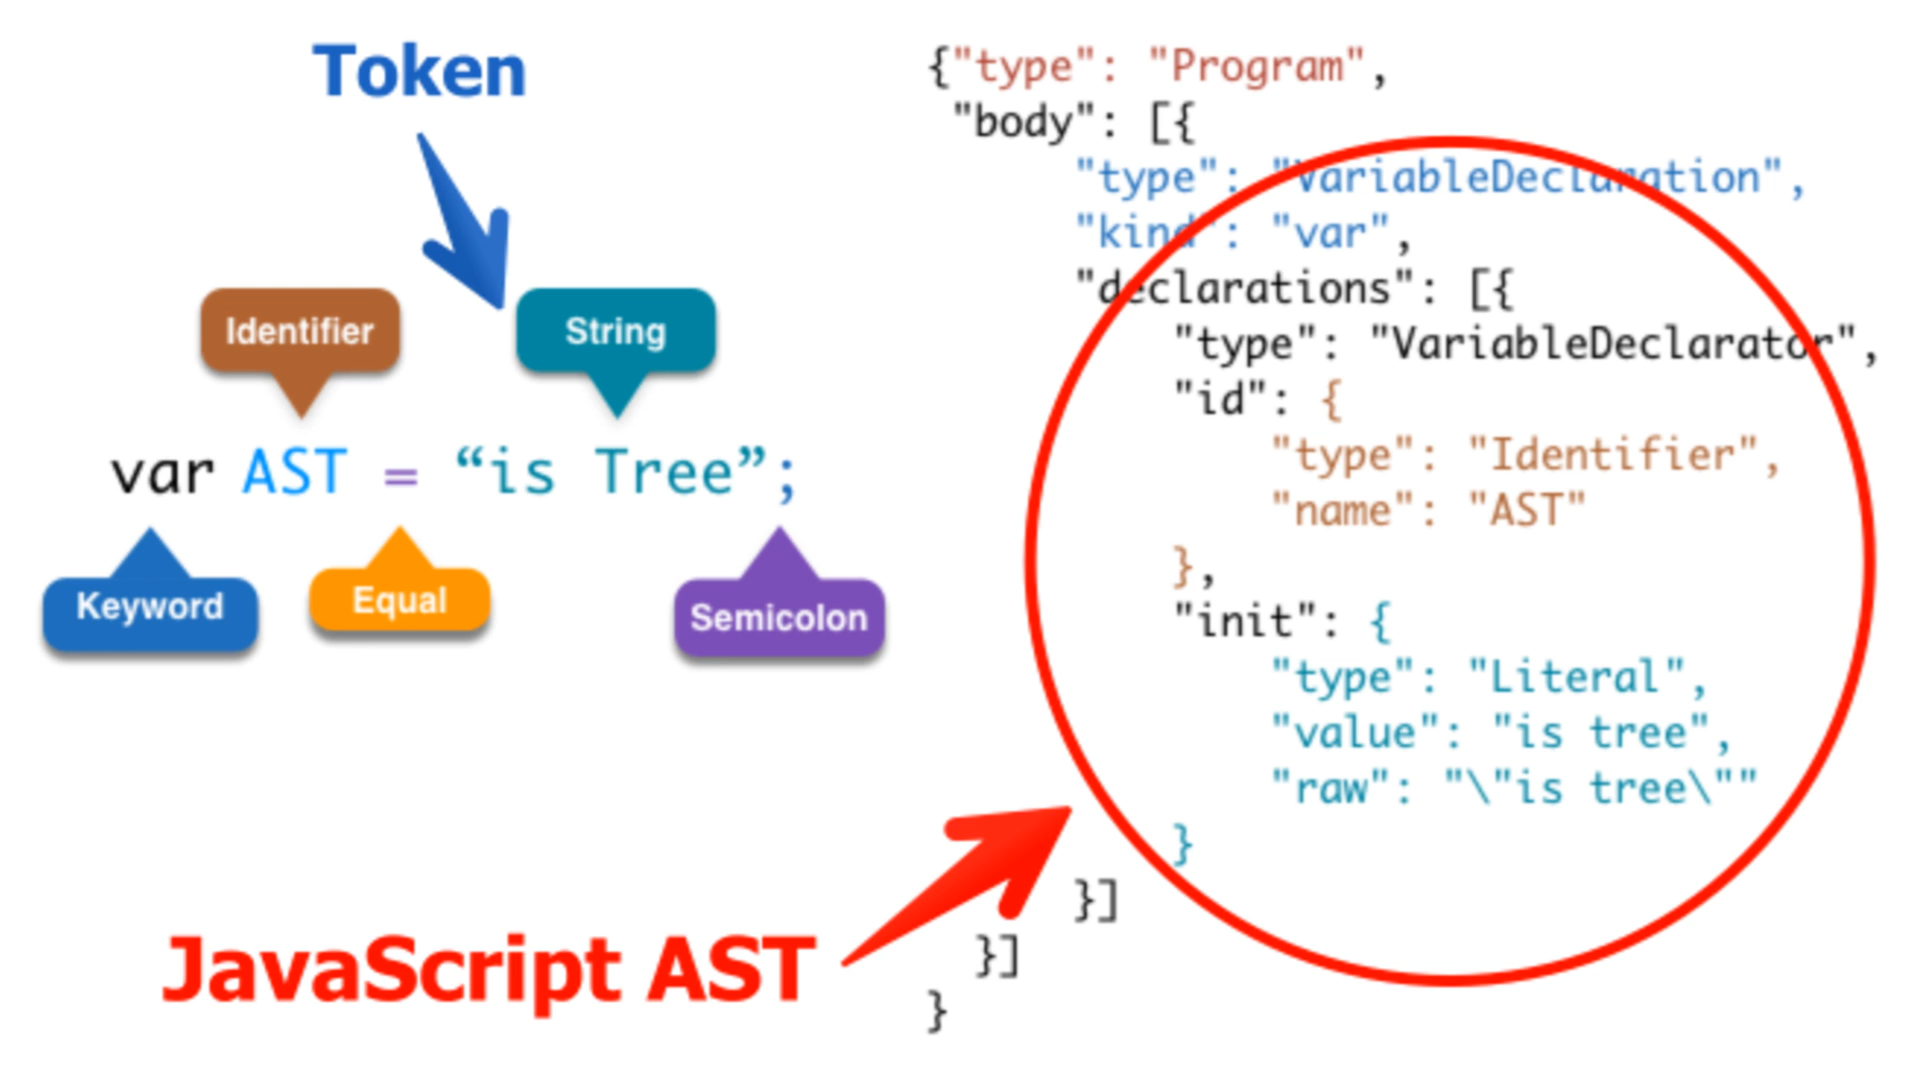 Token
Identifier
String
var AST = “is Tree”;
Keyword
Equal
Semicolon
JavaScript AST
{"type": "Program",
"body": [{
"type": "VariableDeclaration",
"kind": "var",
"declarations": [{
"type": "VariableDeclarator",
"id": {
"type": "Identifier",
"name": "AST"
},
"init": {
"type": "Literal",
"value": "is tree",
"raw": "\"is tree\""
}
}]
}]
}